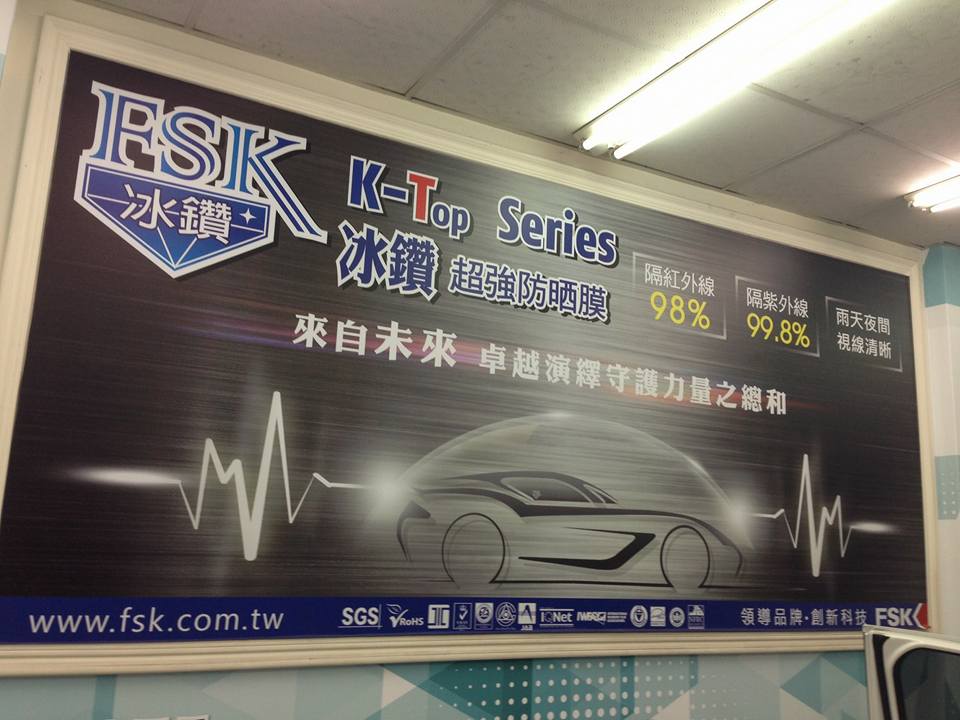 FSK
冰鑽
K-Top Series
冰鑽 超強防晒膜
隔紅外線
98%
隔紫外線
99.8%
雨天夜間
視線清晰
來自未來 卓越演繹守護力量之總和
www.fsk.com.tw
SGS RoHS IQNet
領導品牌·創新科技 FSK